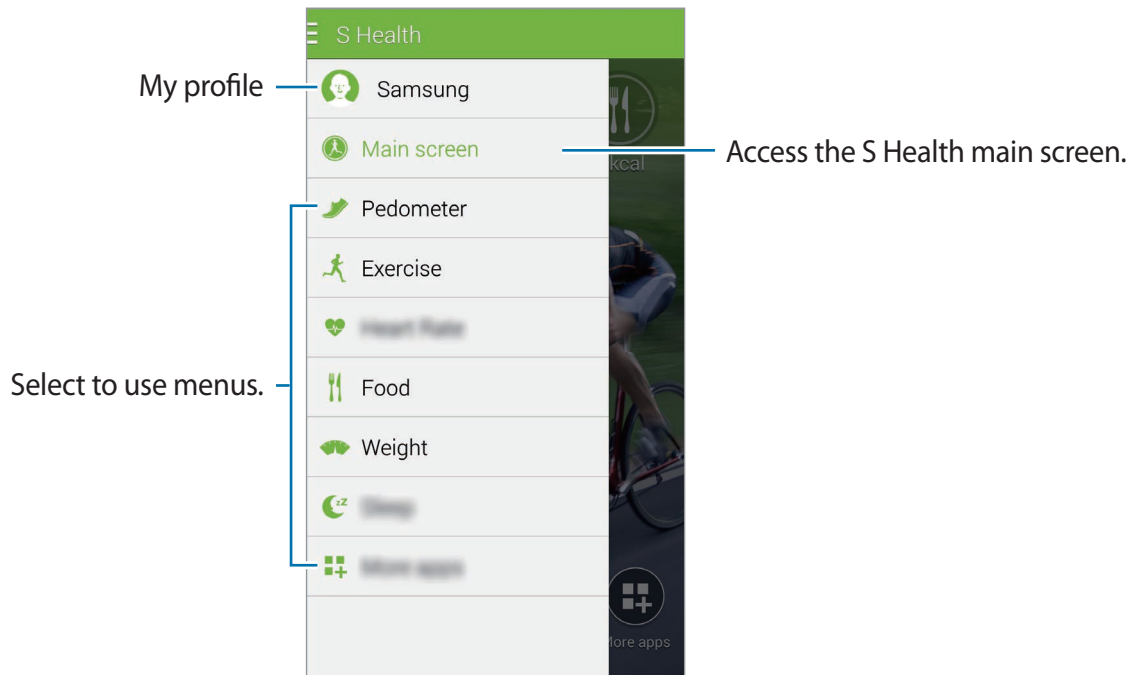 S Health
My profile
Samsung
kcal
Main screen
Access the S Health main screen.
Pedometer
Exercise
Select to use menus.
Food
Weight
More apps